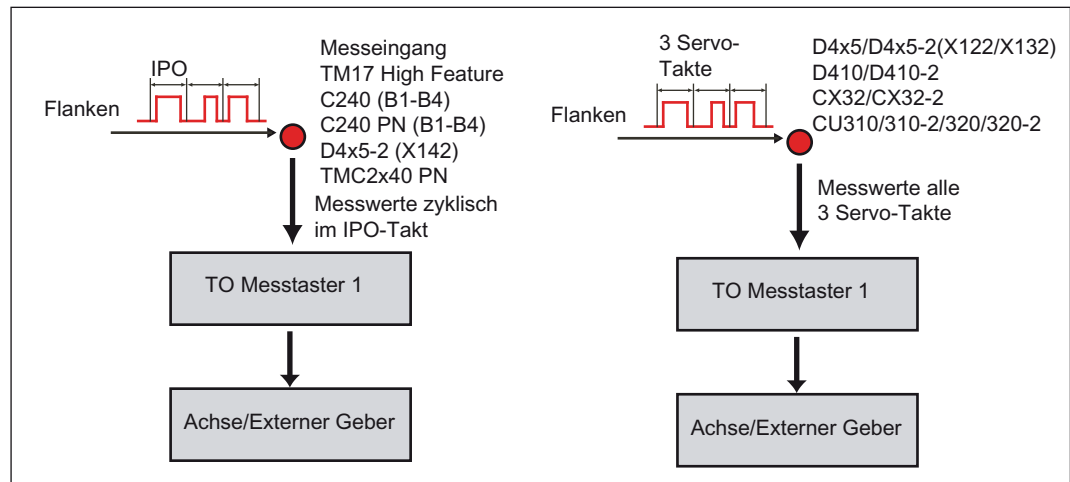 IPO
Flanken
Messeingang
TM17 High Feature
C240 (B1-B4)
C240 PN (B1-B4)
D4x5-2 (X142)
TMC2x40 PN
Messwerte zyklisch
im IPO-Takt
TO Messtaster 1
Achse/Externer Geber
3 Servo-
Takte
Flanken
D4x5/D4x5-2(X122/X132)
D410/D410-2
CX32/CX32-2
CU310/310-2/320/320-2
Messwerte alle
3 Servo-Takte
TO Messtaster 1
Achse/Externer Geber